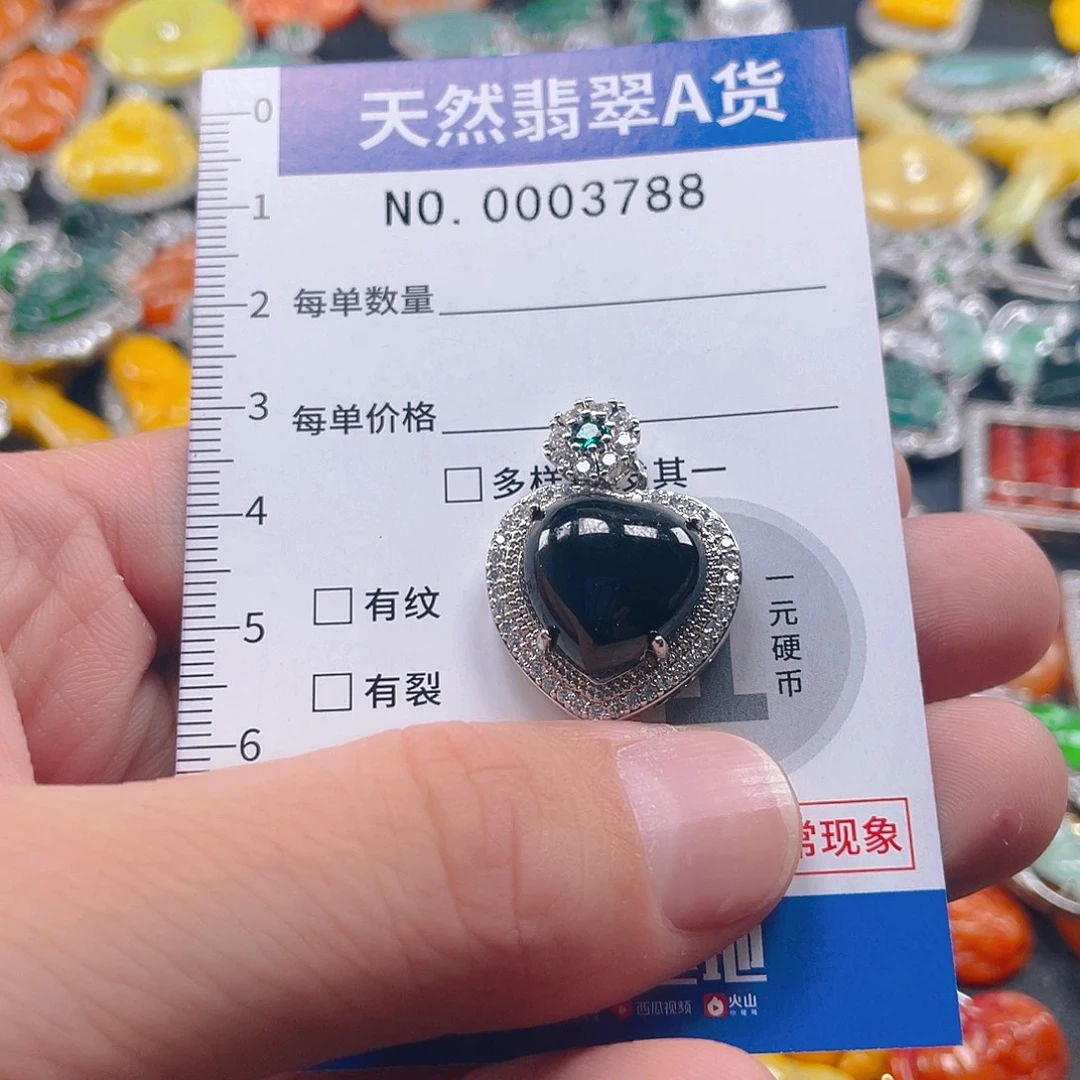 天然翡翠A货
0
NO. 0003788
1
2
每单数量
3
每单价格
□多样 其一
4
一元硬币
□有纹
5
□有裂
6
常现象
西瓜视频 火山